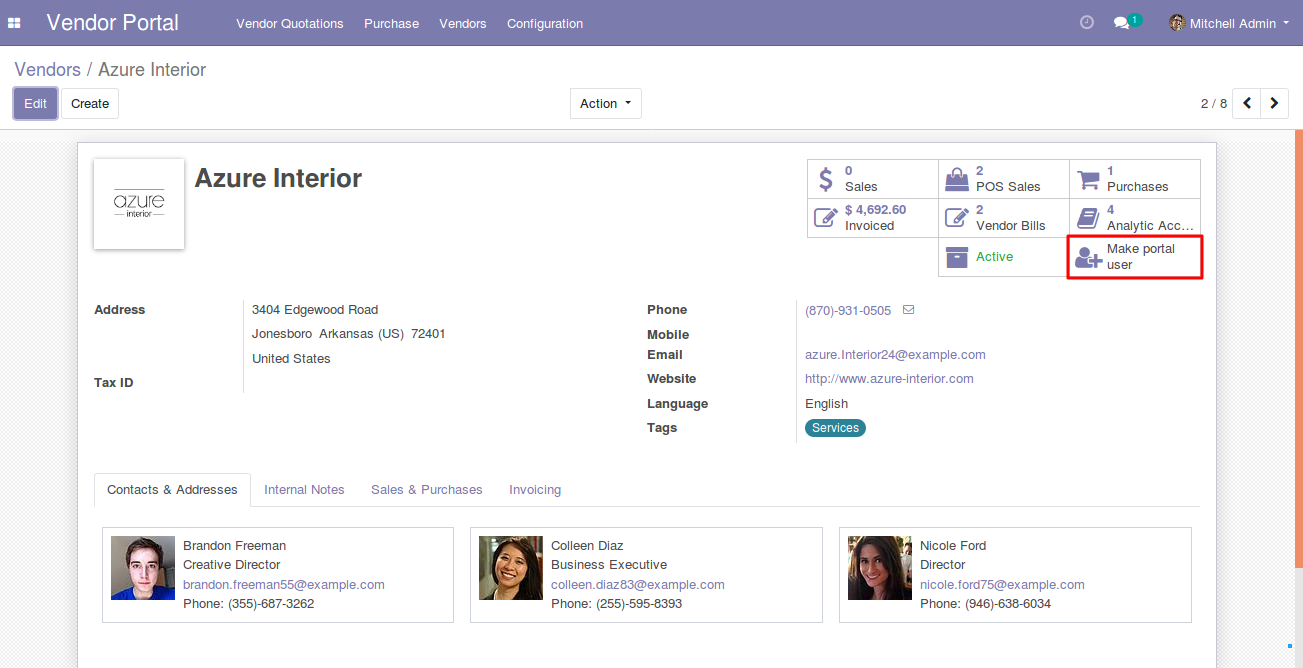 Vendor Portal Vendor Quotations Purchase Vendors Configuration 1 Mitchell Admin
Vendors / Azure Interior
Edit Create Action 2 / 8
azure
interior
Azure Interior
0
Sales
2
POS Sales
1
Purchases
$ 4,692.60
Invoiced
2
Vendor Bills
4
Analytic Acc...
Active
Make portal
user
Address
3404 Edgewood Road
Jonesboro Arkansas (US) 72401
United States
Tax ID
Phone (870)-931-0505
Mobile
Email azure.Interior24@example.com
Website http://www.azure-interior.com
Language English
Tags Services
Contacts & Addresses Internal Notes Sales & Purchases Invoicing
Brandon Freeman
Creative Director
brandon.freeman55@example.com
Phone: (355)-687-3262
Colleen Diaz
Business Executive
colleen.diaz83@example.com
Phone: (255)-595-8393
Nicole Ford
Director
nicole.ford75@example.com
Phone: (946)-638-6034